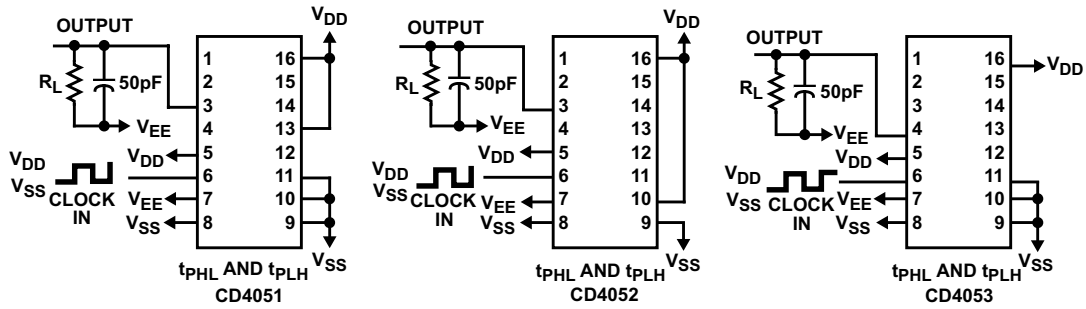 OUTPUT
VDD
1 16
2 15
RL 50pF
3 14
VEE
4 13
VDD 5 12
VDD
VSS CLOCK IN
6 11
VEE 7 10
VSS 8 9
VSS
tPHL AND tPLH
CD4051
OUTPUT
VDD
1 16
2 15
RL 50pF
3 14
VEE
4 13
VDD 5 12
VDD
VSS CLOCK IN
6 11
VEE 7 10
VSS 8 9
VSS
tPHL AND tPLH
CD4052
OUTPUT
1 16
VDD
2 15
RL 50pF
3 14
VEE
4 13
VDD 5 12
VDD
VSS CLOCK IN
6 11
VEE 7 10
VSS 8 9
VSS
tPHL AND tPLH
CD4053